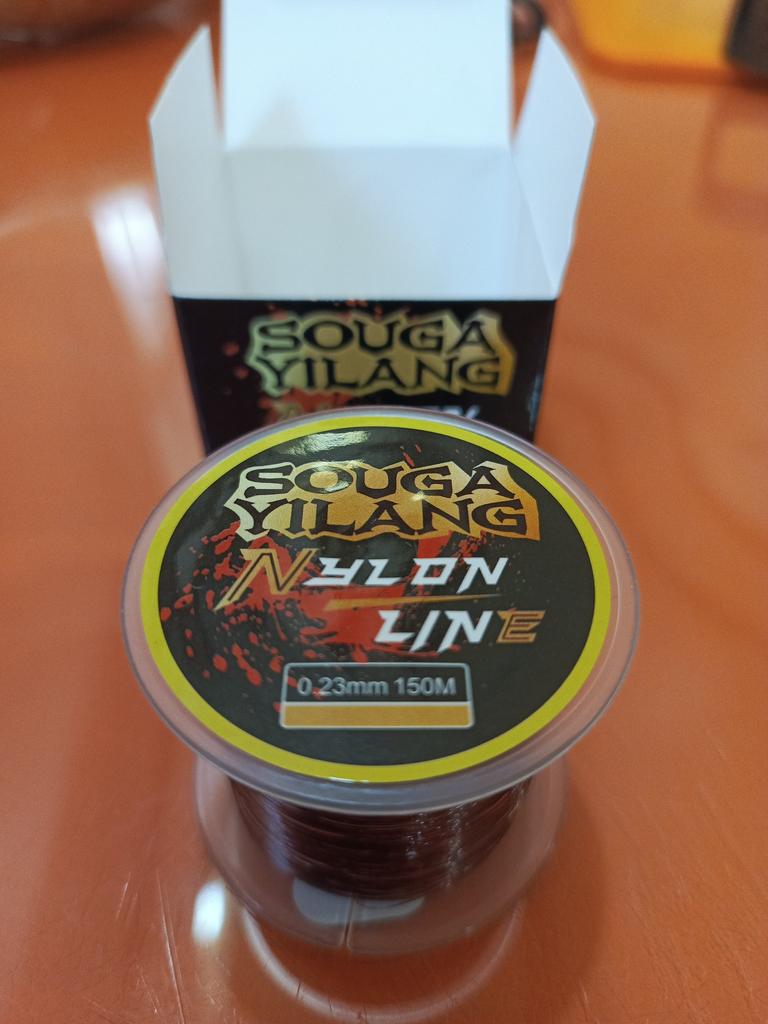 SOUGA
YILANG
SOUGA
YILANG
NYLON
LINE
0.23mm 150M